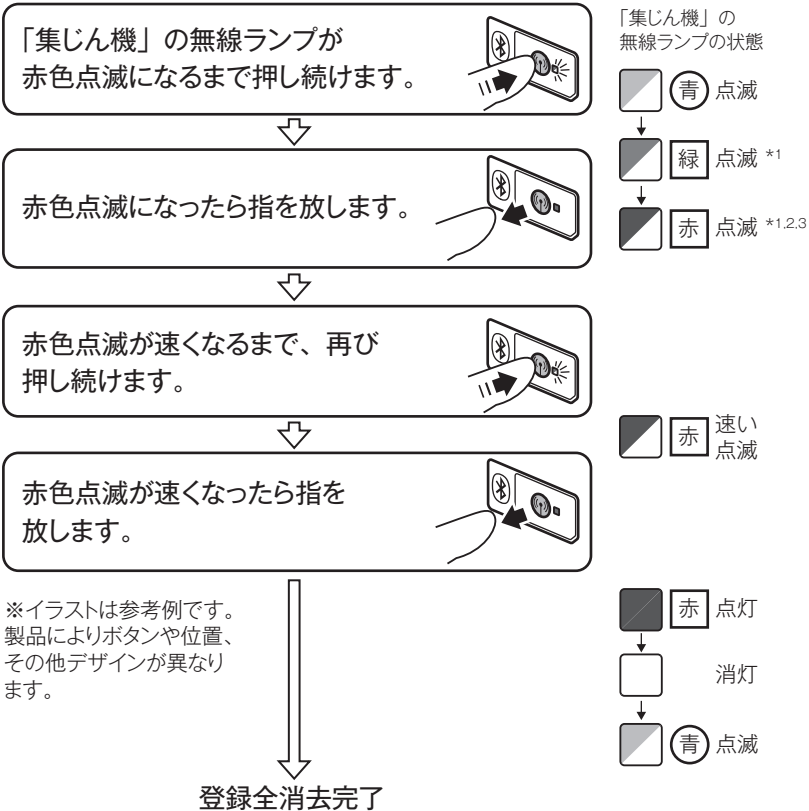 「集じん機」の無線ランプが
赤色点滅になるまで押し続けます。
「集じん機」の
無線ランプの状態
青 点滅
緑 点滅 *1
赤色点滅になったら指を放します。
赤 点滅 *1,2,3
赤色点滅が速くなるまで、再び
押し続けます。
赤 速い
点滅
赤色点滅が速くなったら指を
放します。
※イラストは参考例です。
製品によりボタンや位置、
その他デザインが異なり
ます。
赤 点灯
消灯
青 点滅
登録全消去完了